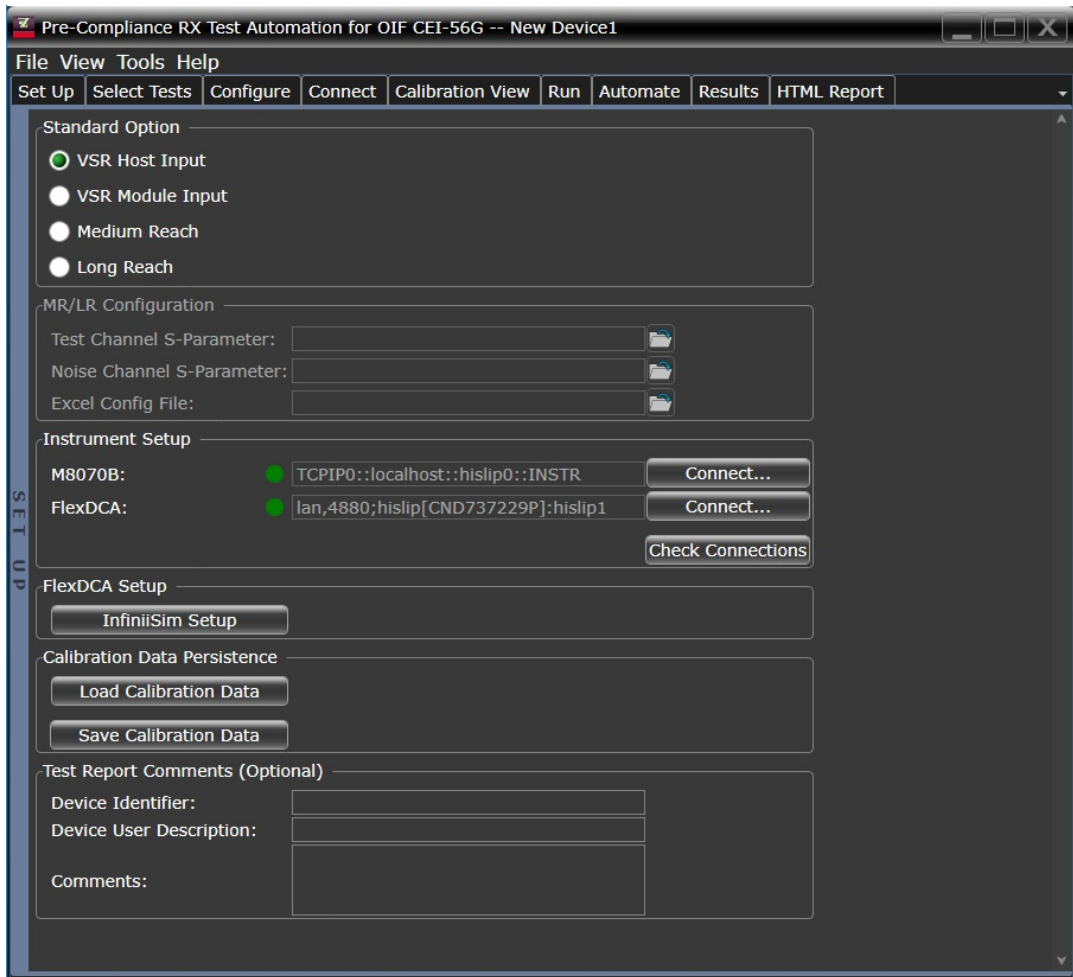 Pre-Compliance RX Test Automation for OIF CEI-56G -- New Device1
File View Tools Help
Set Up Select Tests Configure Connect Calibration View Run Automate Results HTML Report
SET UP
Standard Option
VSR Host Input
VSR Module Input
Medium Reach
Long Reach
MR/LR Configuration
Test Channel S-Parameter:
Noise Channel S-Parameter:
Excel Config File:
Instrument Setup
M8070B: TCPIP0::localhost::hislip0::INSTR Connect...
FlexDCA: lan,4880;hislip[CND737229P]:hislip1 Connect...
Check Connections
FlexDCA Setup
InfiniiSim Setup
Calibration Data Persistence
Load Calibration Data
Save Calibration Data
Test Report Comments (Optional)
Device Identifier:
Device User Description:
Comments: